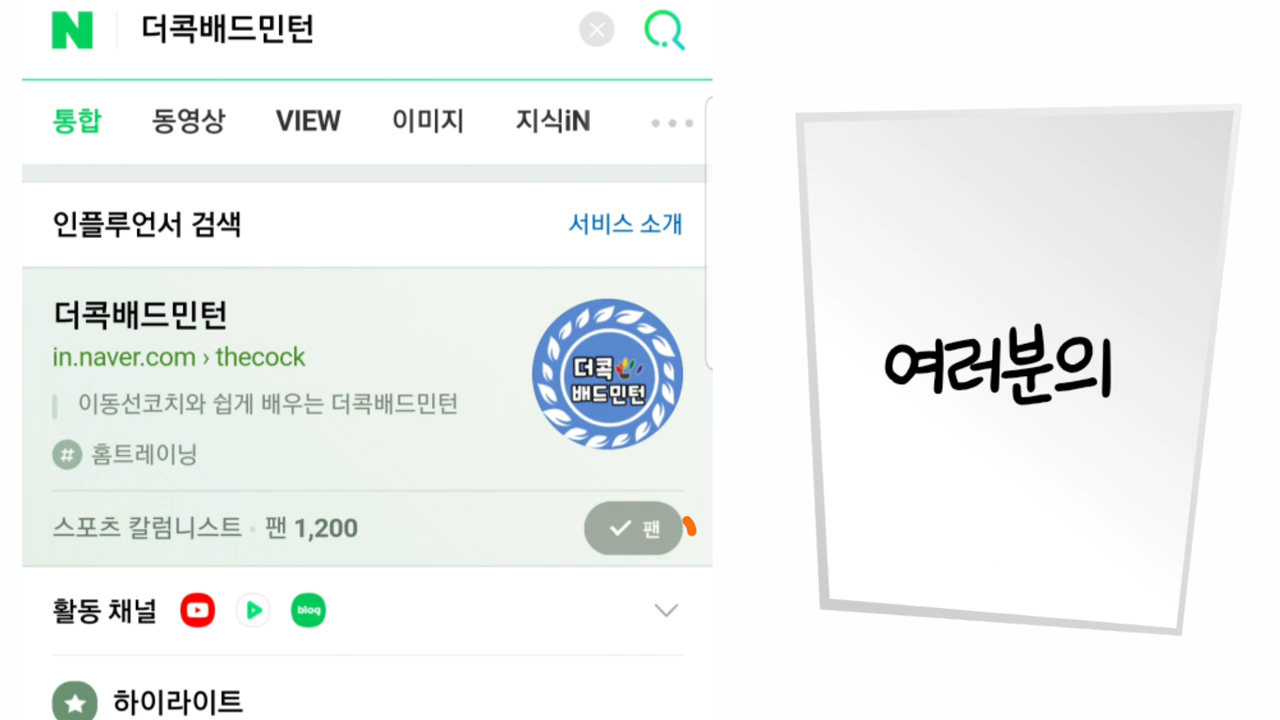 N 더콕배드민턴
통합 동영상 VIEW 이미지 지식iN
인플루언서 검색 서비스 소개
더콕배드민턴
in.naver.com › thecock
이동선코치와 쉽게 배우는 더콕배드민턴
# 홈트레이닝
더콕
배드민턴
스포츠 칼럼니스트 · 팬 1,200 팬
활동 채널 blog
하이라이트
여러분의